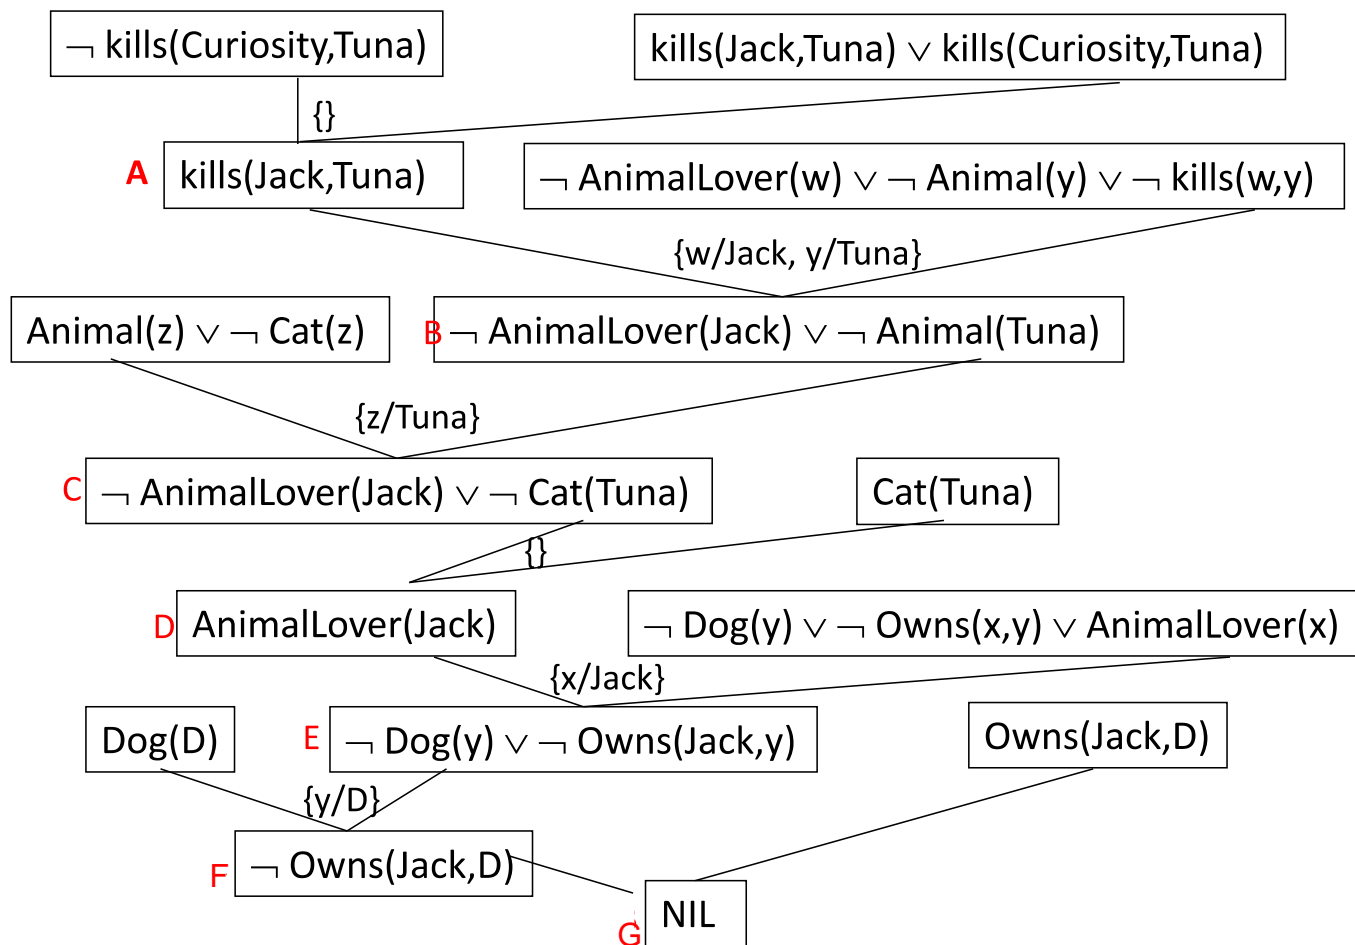 ¬ kills(Curiosity,Tuna)
kills(Jack,Tuna) ∨ kills(Curiosity,Tuna)
{}
A
kills(Jack,Tuna)
¬ AnimalLover(w) ∨ ¬ Animal(y) ∨ ¬ kills(w,y)
{w/Jack, y/Tuna}
Animal(z) ∨ ¬ Cat(z)
B
¬ AnimalLover(Jack) ∨ ¬ Animal(Tuna)
{z/Tuna}
C
¬ AnimalLover(Jack) ∨ ¬ Cat(Tuna)
Cat(Tuna)
{}
D
AnimalLover(Jack)
¬ Dog(y) ∨ ¬ Owns(x,y) ∨ AnimalLover(x)
{x/Jack}
Dog(D)
E
¬ Dog(y) ∨ ¬ Owns(Jack,y)
Owns(Jack,D)
{y/D}
F
¬ Owns(Jack,D)
G
NIL